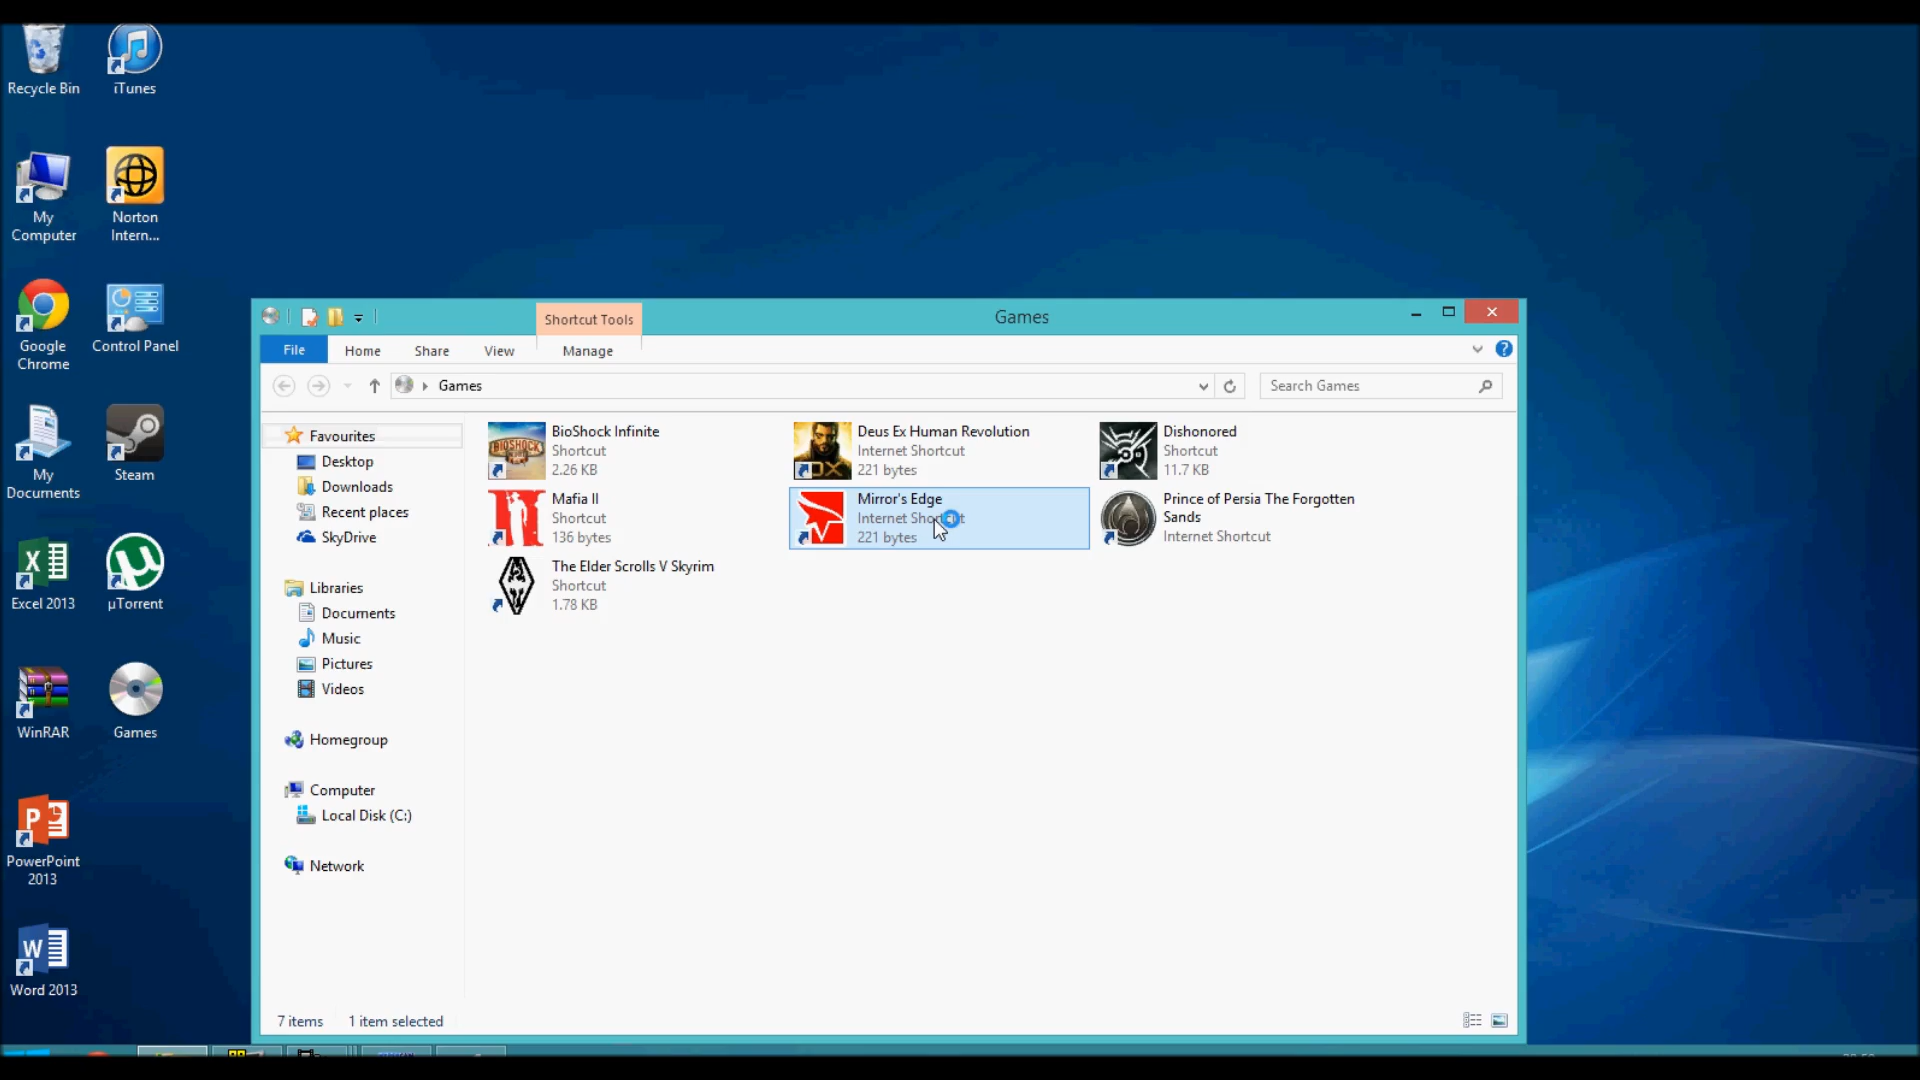 Recycle Bin
iTunes
My
Computer
Norton
Intern...
Google
Chrome
Control Panel
My
Documents
Steam
Excel 2013
µTorrent
WinRAR
Games
PowerPoint
2013
Word 2013
Shortcut Tools
Games
File
Home
Share
View
Manage
Games
Search Games
Favourites
Desktop
Downloads
Recent places
SkyDrive
Libraries
Documents
Music
Pictures
Videos
Homegroup
Computer
Local Disk (C:)
Network
BioShock Infinite
Shortcut
2.26 KB
Deus Ex Human Revolution
Internet Shortcut
221 bytes
Dishonored
Shortcut
11.7 KB
Mafia II
Shortcut
136 bytes
Mirror's Edge
Internet Shortcut
221 bytes
Prince of Persia The Forgotten
Sands
Internet Shortcut
The Elder Scrolls V Skyrim
Shortcut
1.78 KB
7 items
1 item selected